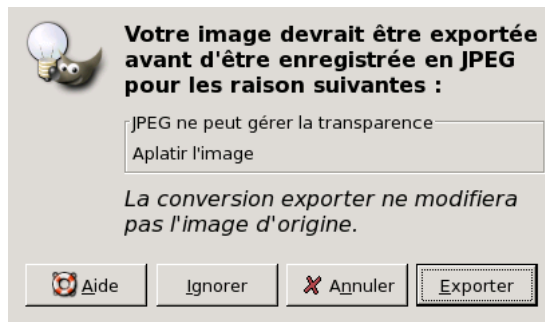 Votre image devrait être exportée
avant d'être enregistrée en JPEG
pour les raison suivantes :
JPEG ne peut gérer la transparence
Aplatir l'image
La conversion exporter ne modifiera
pas l'image d'origine.
Aide Ignorer Annuler Exporter